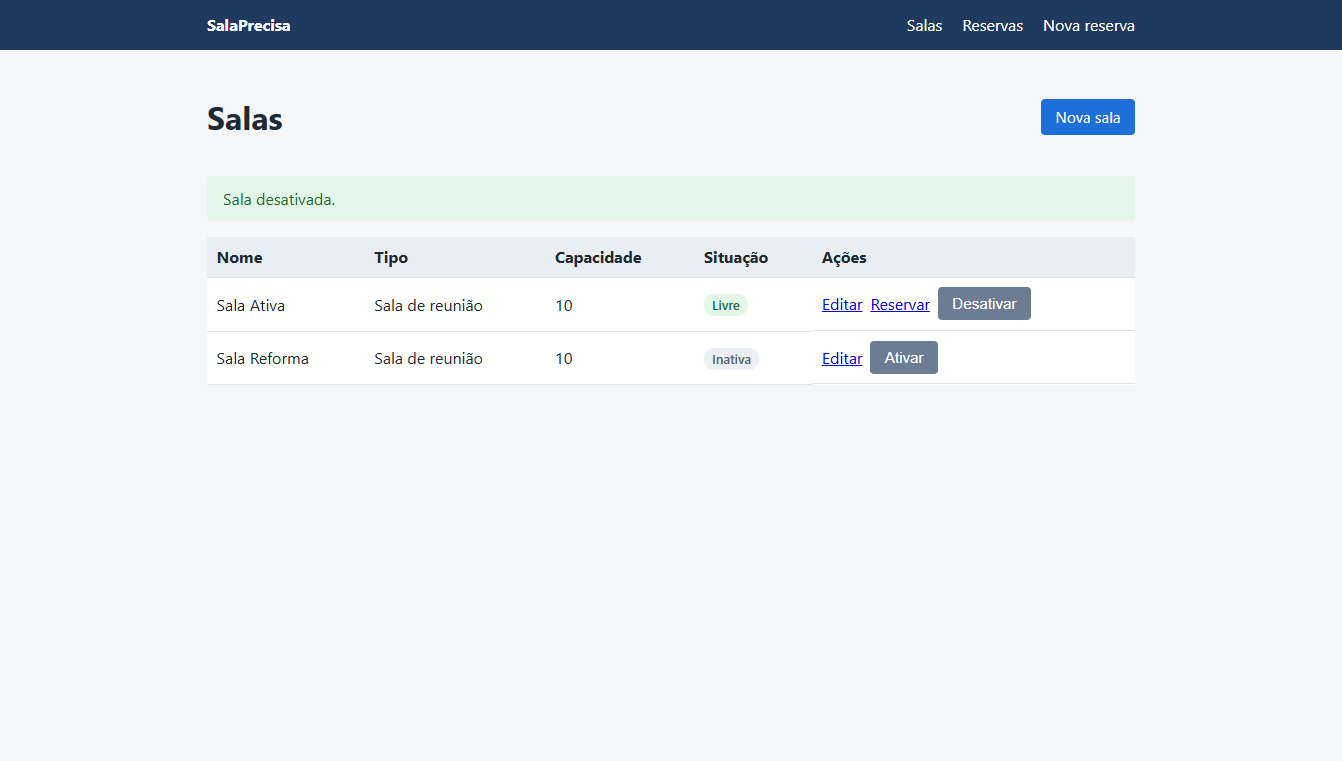 SalaPrecisa Salas Reservas Nova reserva
Salas Nova sala
Sala desativada.
Nome Tipo Capacidade Situação Ações
Sala Ativa Sala de reunião 10 Livre Editar Reservar Desativar
Sala Reforma Sala de reunião 10 Inativa Editar Ativar